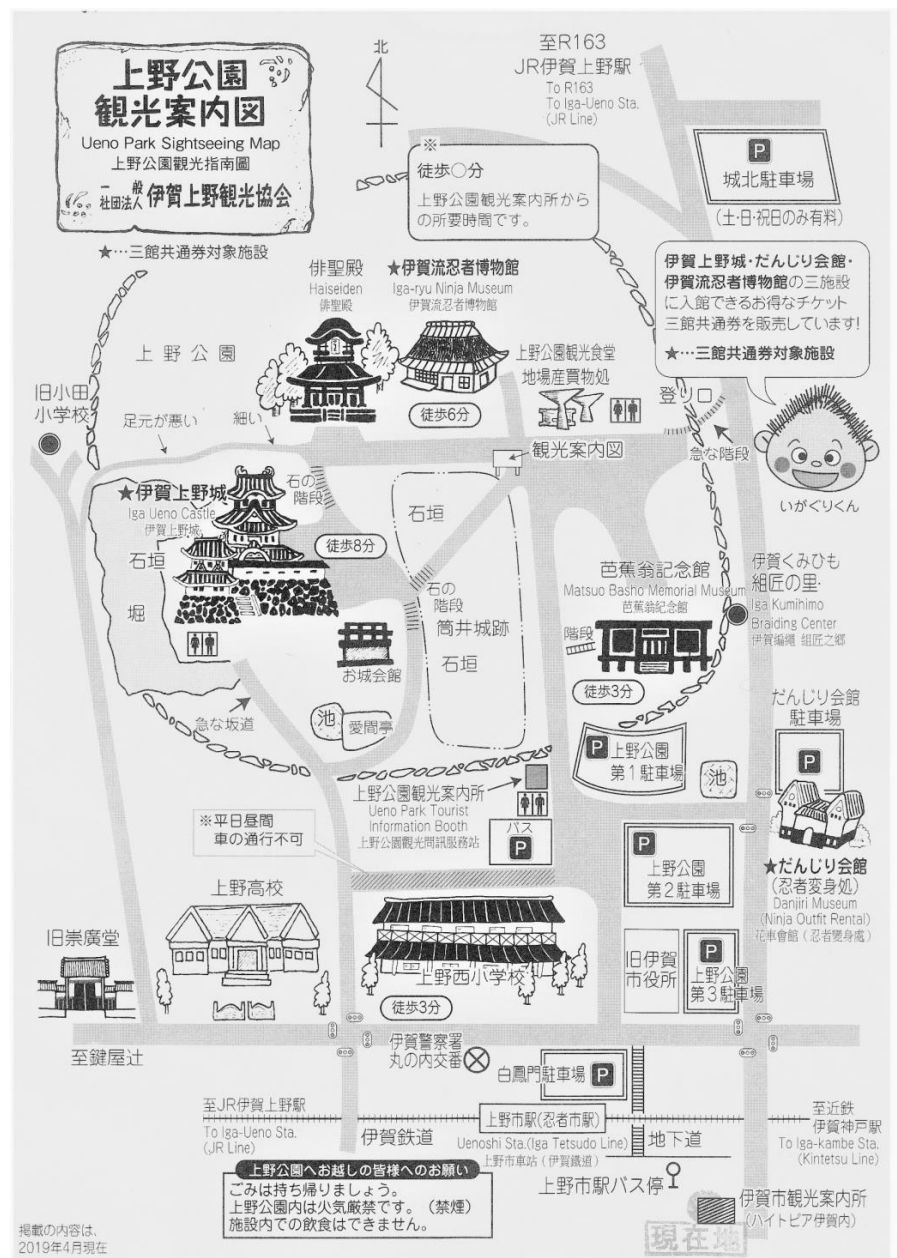 上野公園
観光案内図
Ueno Park Sightseeing Map
上野公園観光指南圖
一般
社団法人 伊賀上野観光協会
★…三館共通券対象施設
北
至R163
JR伊賀上野駅
To R163
To Iga-Ueno Sta.
(JR Line)
※
徒歩○分
上野公園観光案内所から
の所要時間です。
P
城北駐車場
(土・日・祝日のみ有料)
伊賀上野城・だんじり会館・
伊賀流忍者博物館の三施設
に入館できるお得なチケット
三館共通券を販売しています!
★…三館共通券対象施設
いがぐりくん
俳聖殿
Haiseiden
俳聖殿
★伊賀流忍者博物館
Iga-ryu Ninja Museum
伊賀流忍者博物館
徒歩6分
上野公園
上野公園観光食堂
地場産買物処
登り口
急な階段
旧小田
小学校
足元が悪い
細い
観光案内図
★伊賀上野城
Iga Ueno Castle
伊賀上野城
石の
階段
徒歩8分
石垣
石垣
堀
石の
階段
筒井城跡
石垣
お城会館
急な坂道
池
愛閑亭
芭蕉翁記念館
Matsuo Basho Memorial Museum
芭蕉翁紀念館
階段
徒歩3分
伊賀くみひも
組匠の里
Iga Kumihimo
Braiding Center
伊賀編繩 組匠之郷
だんじり会館
駐車場
P
P 上野公園
第1駐車場
池
上野公園観光案内所
Ueno Park Tourist
Information Booth
上野公園觀光問訊服務站
バス
P
※平日昼間
車の通行不可
P
上野公園
第2駐車場
★だんじり会館
(忍者変身処)
Danjiri Museum
(Ninja Outfit Rental)
花車會館(忍者變身處)
上野高校
旧崇廣堂
上野西小学校
徒歩3分
旧伊賀
市役所
P
上野公園
第3駐車場
至鍵屋辻
伊賀警察署
丸の内交番
白鳳門駐車場 P
至JR伊賀上野駅
To Iga-Ueno Sta.
(JR Line)
伊賀鉄道
上野市駅(忍者市駅)
Uenoshi Sta.(Iga Tetsudo Line)
上野市車站(伊賀鐵道)
地下道
至近鉄
伊賀神戸駅
To Iga-kambe Sta.
(Kintetsu Line)
上野公園へお越しの皆様へのお願い
ごみは持ち帰りましょう。
上野公園内は火気厳禁です。(禁煙)
施設内での飲食はできません。
上野市駅バス停
伊賀市観光案内所
(ハイトピア伊賀内)
現在地
掲載の内容は、
2019年4月現在